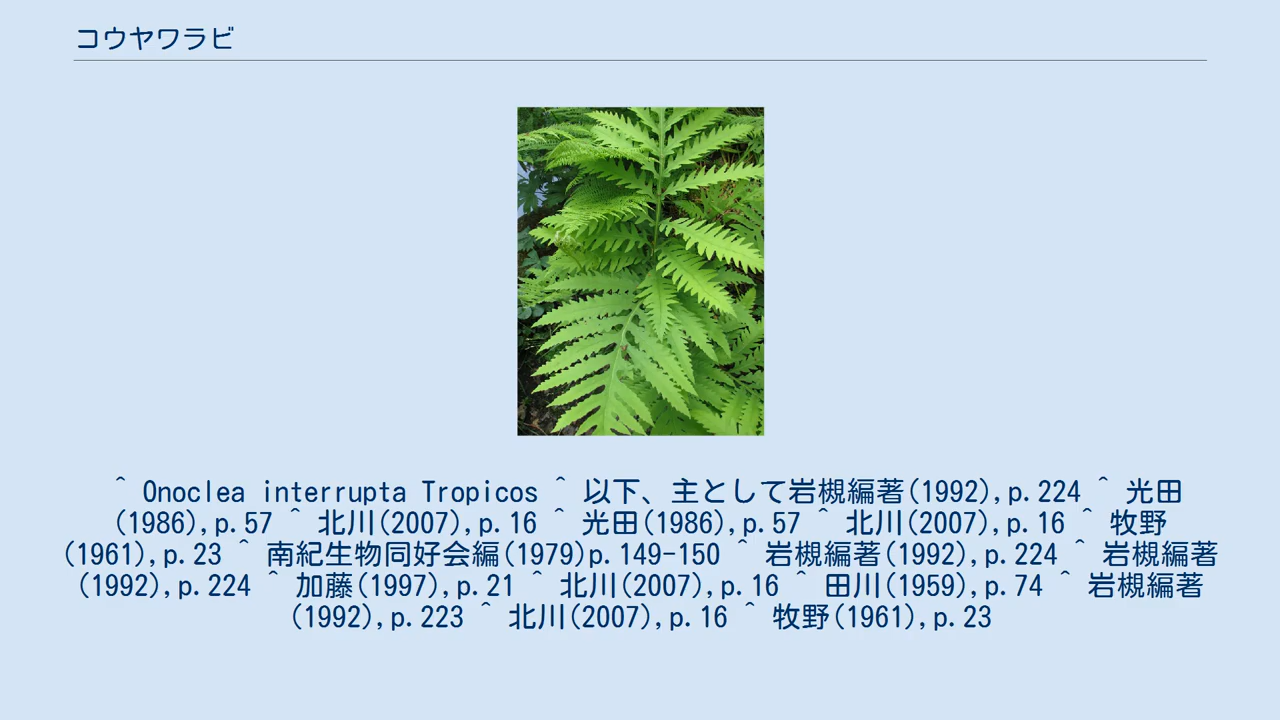 コウヤワラビ
^ Onoclea interrupta Tropicos ^ 以下、主として岩槻編著(1992),p.224 ^ 光田
(1986),p.57 ^ 北川(2007),p.16 ^ 光田(1986),p.57 ^ 北川(2007),p.16 ^ 牧野
(1961),p.23 ^ 南紀生物同好会編(1979)p.149-150 ^ 岩槻編著(1992),p.224 ^ 岩槻編著
(1992),p.224 ^ 加藤(1997),p.21 ^ 北川(2007),p.16 ^ 田川(1959),p.74 ^ 岩槻編著
(1992),p.223 ^ 北川(2007),p.16 ^ 牧野(1961),p.23